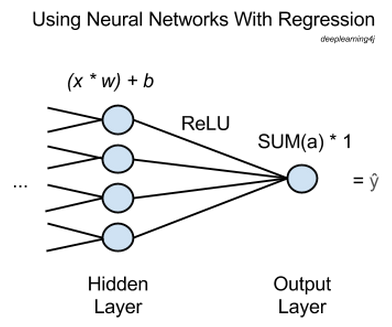 Using Neural Networks With Regression
deeplearning4j
(x * w) + b
ReLU
SUM(a) * 1
...
= ŷ
Hidden
Layer
Output
Layer